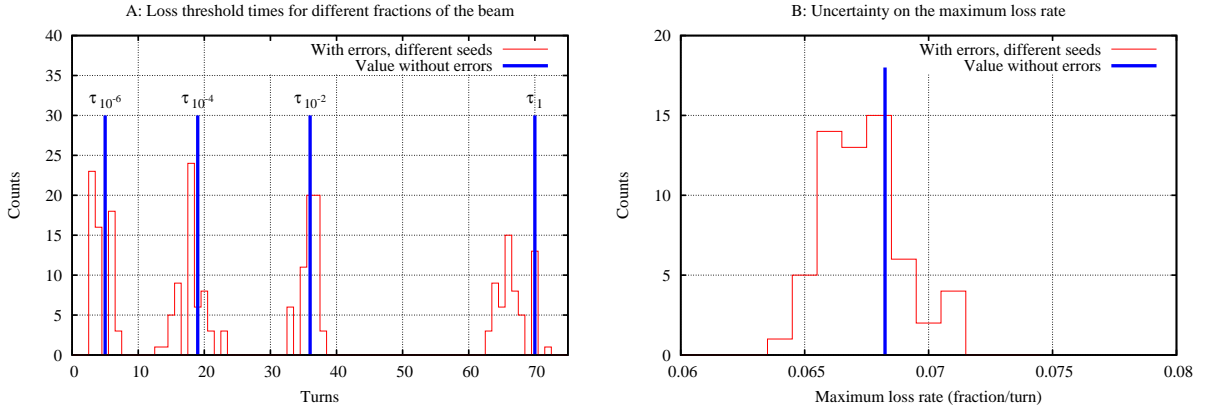 A: Loss threshold times for different fractions of the beam
40
35
30
25
20
15
10
5
0
Counts
With errors, different seeds
Value without errors
τ10-6
τ10-4
τ10-2
τ1
0 10 20 30 40 50 60 70
Turns
B: Uncertainty on the maximum loss rate
20
15
10
5
0
Counts
With errors, different seeds
Value without errors
0.06 0.065 0.07 0.075 0.08
Maximum loss rate (fraction/turn)